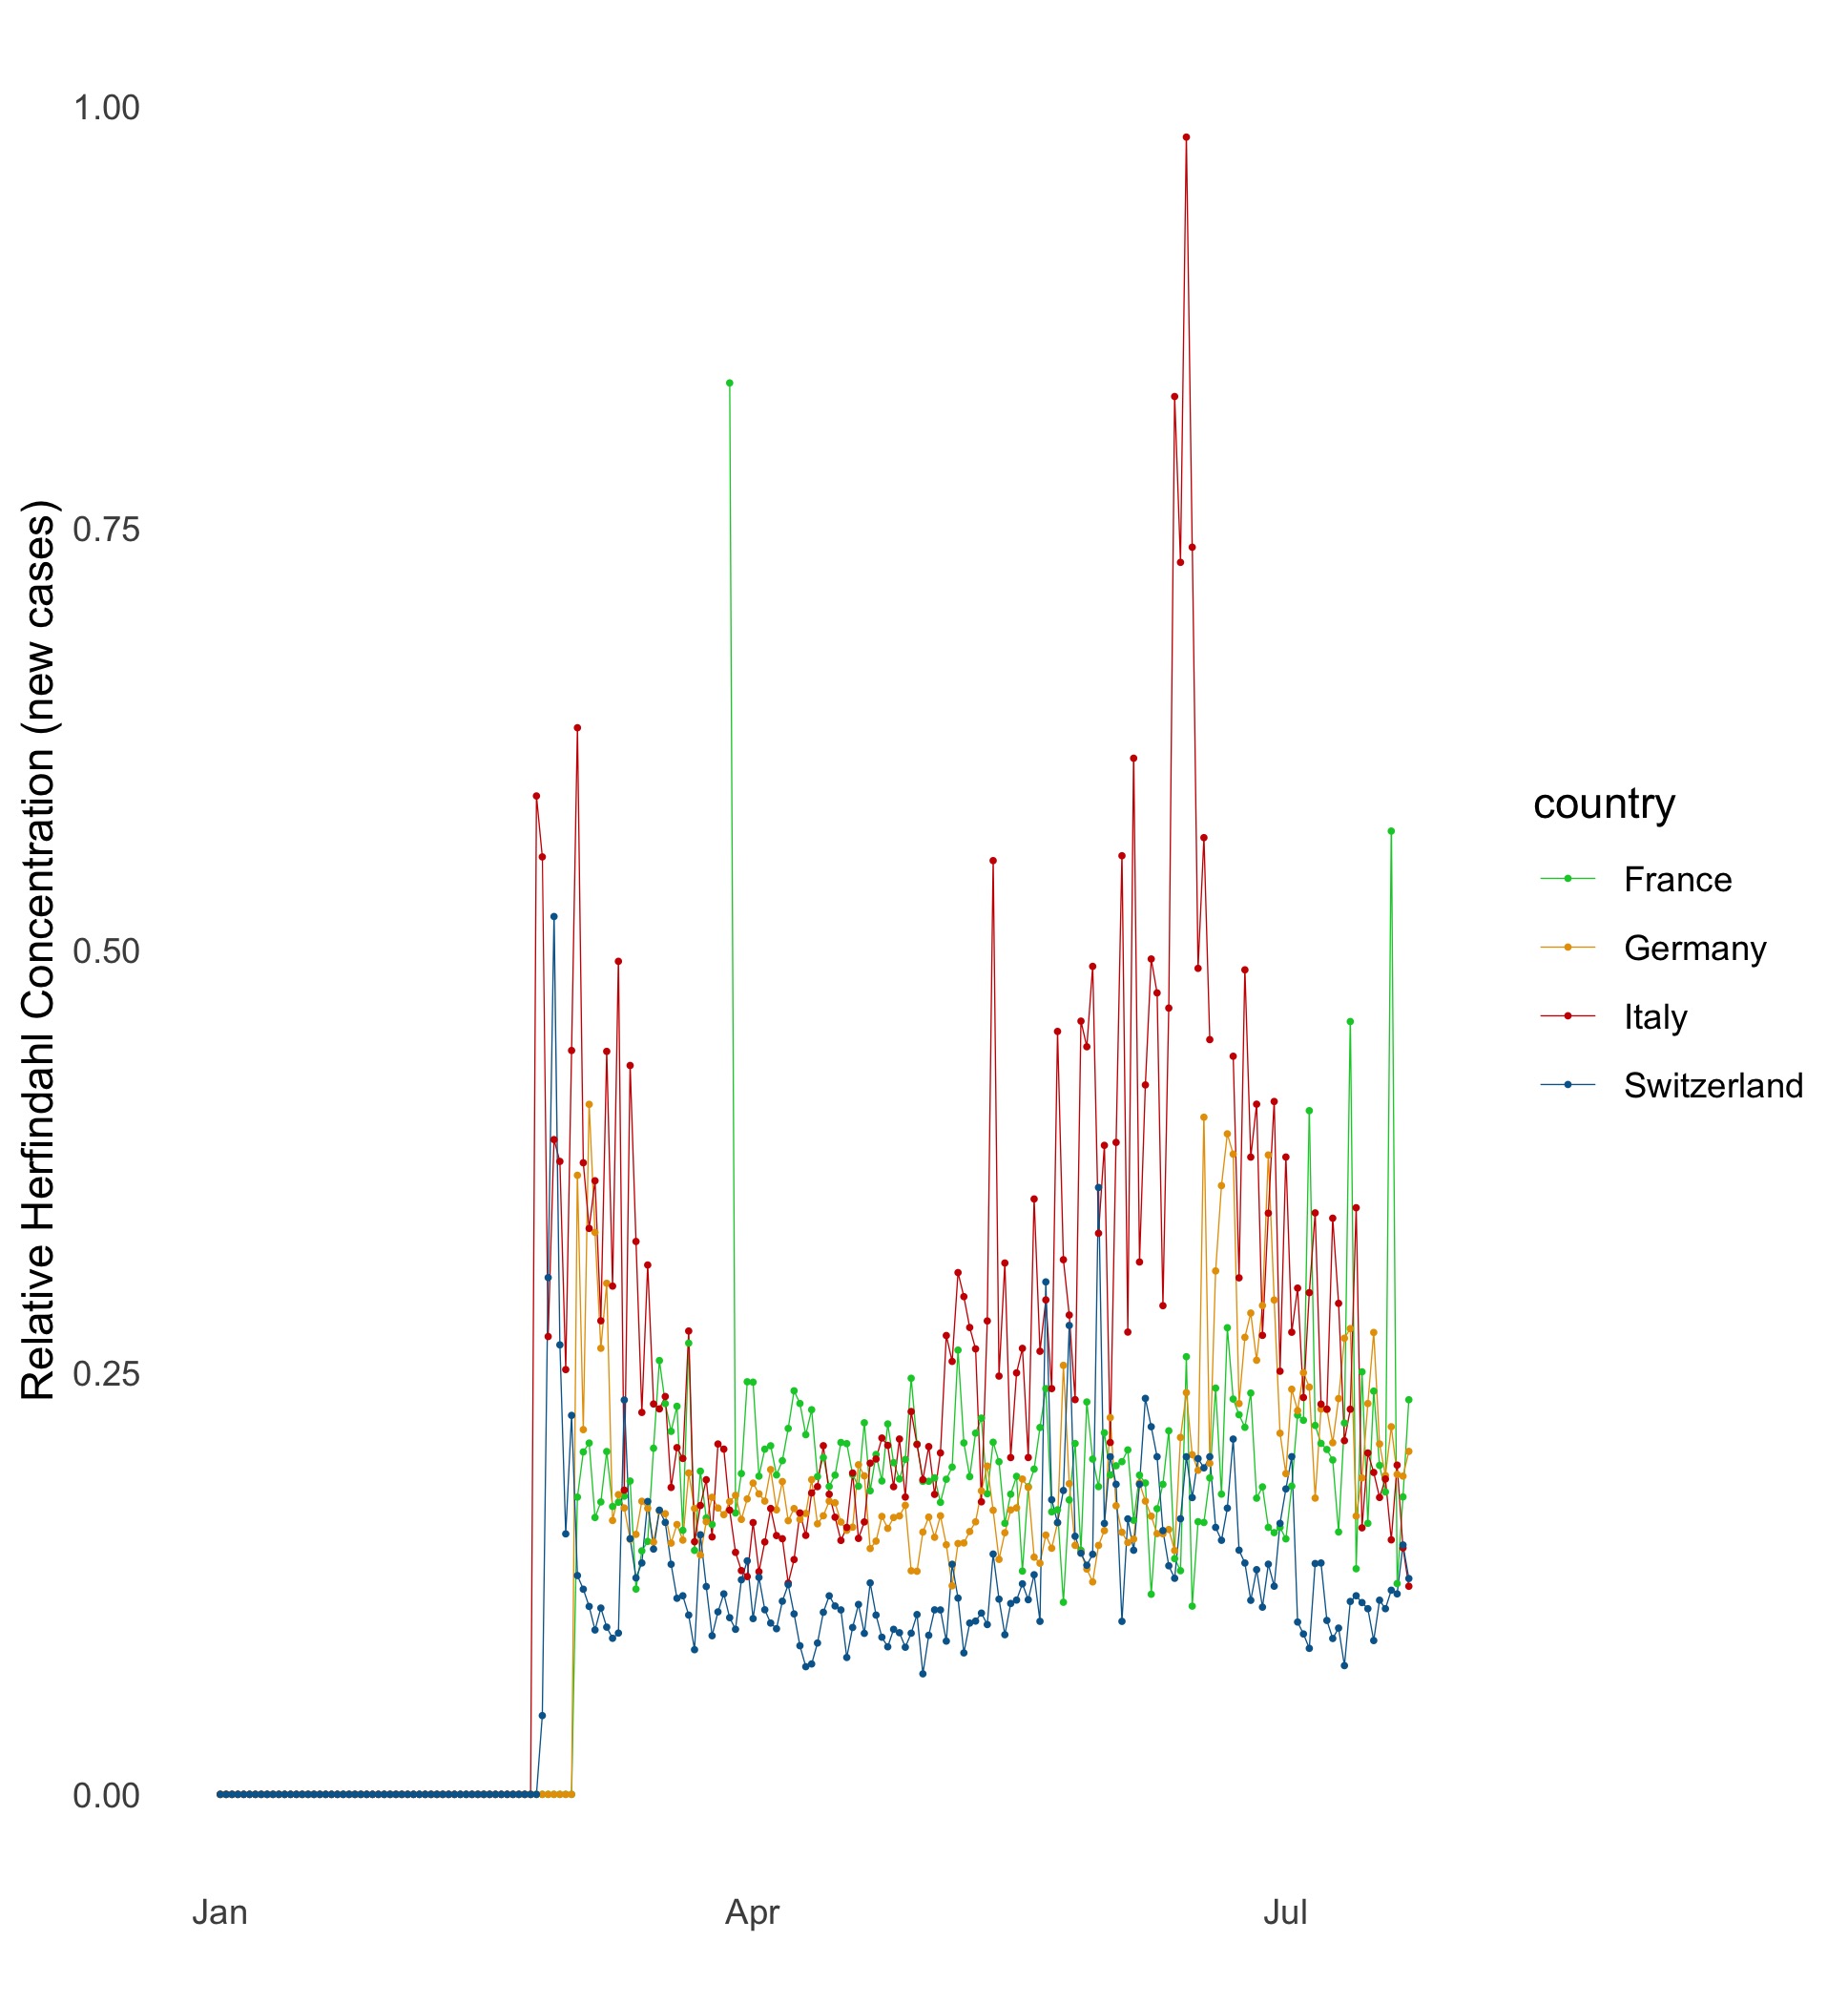 Relative Herfindahl Concentration (new cases)
1.00
0.75
0.50
0.25
0.00
Jan
Apr
Jul
country
France
Germany
Italy
Switzerland